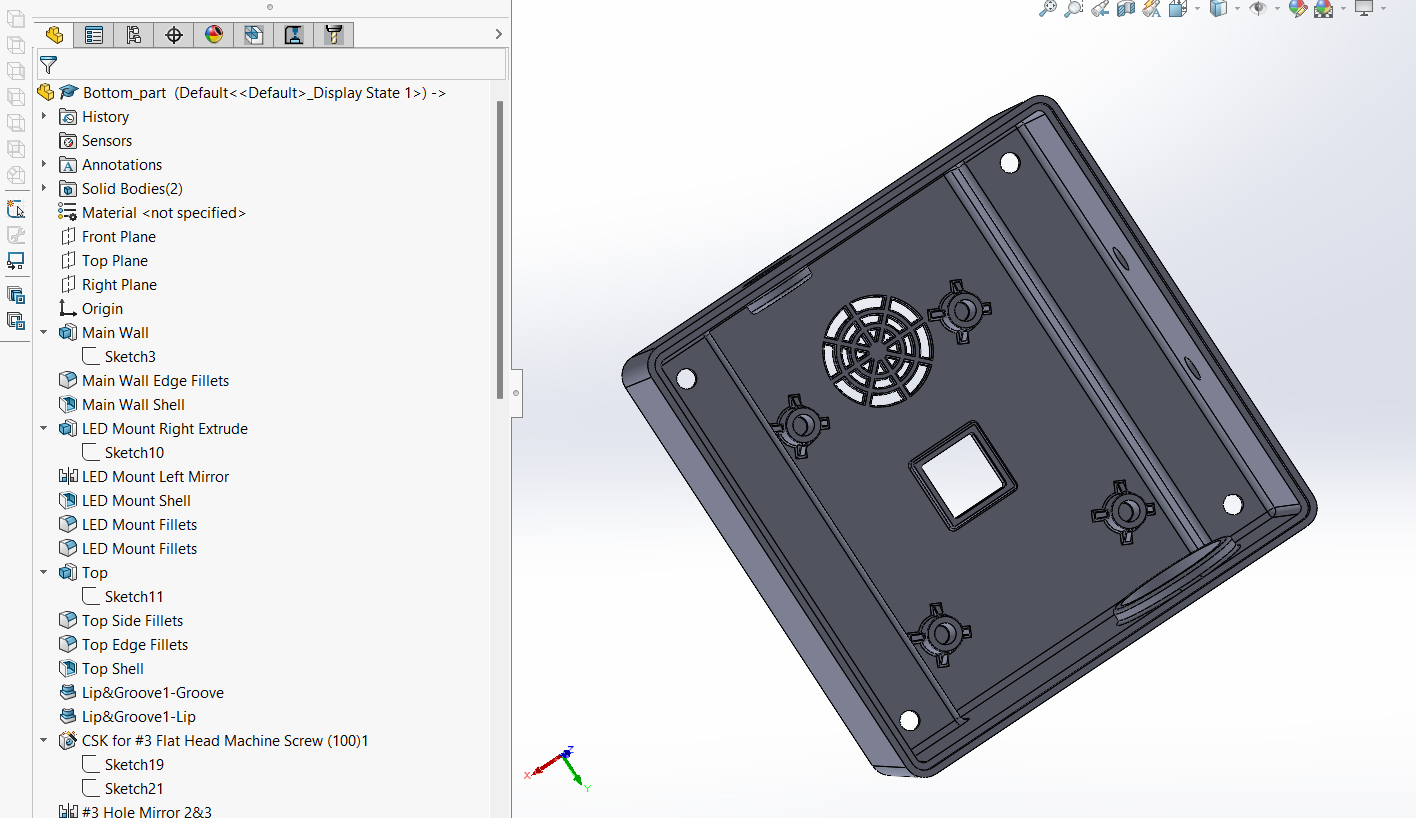 Bottom_part (Default<<Default>_Display State 1>) ->
History
Sensors
A Annotations
Solid Bodies(2)
Material <not specified>
Front Plane
Top Plane
Right Plane
Origin
Main Wall
Sketch3
Main Wall Edge Fillets
Main Wall Shell
LED Mount Right Extrude
Sketch10
LED Mount Left Mirror
LED Mount Shell
LED Mount Fillets
LED Mount Fillets
Top
Sketch11
Top Side Fillets
Top Edge Fillets
Top Shell
Lip&Groove1-Groove
Lip&Groove1-Lip
CSK for #3 Flat Head Machine Screw (100)1
Sketch19
Sketch21
#3 Hole Mirror 2&3
Z
X
Y